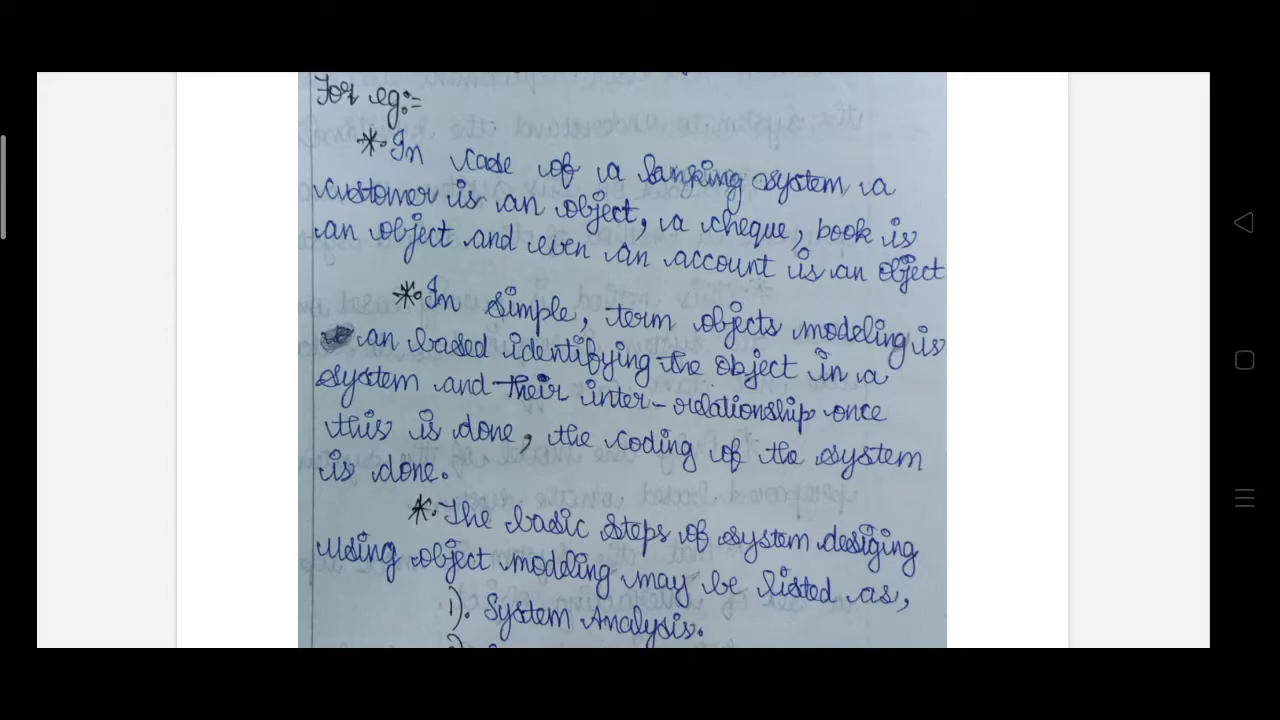 For eg:-
*. In case of a banking system a
customer is an object, a cheque, book is
an object and even an account is an object
*. In simple, term objects modeling is
an based identifying the object in a
system and their inter-relationship once
this is done, the coding of the system
is done.
*. The basic steps of system desiging
using object modeling may be listed as,
1). System Analysis.